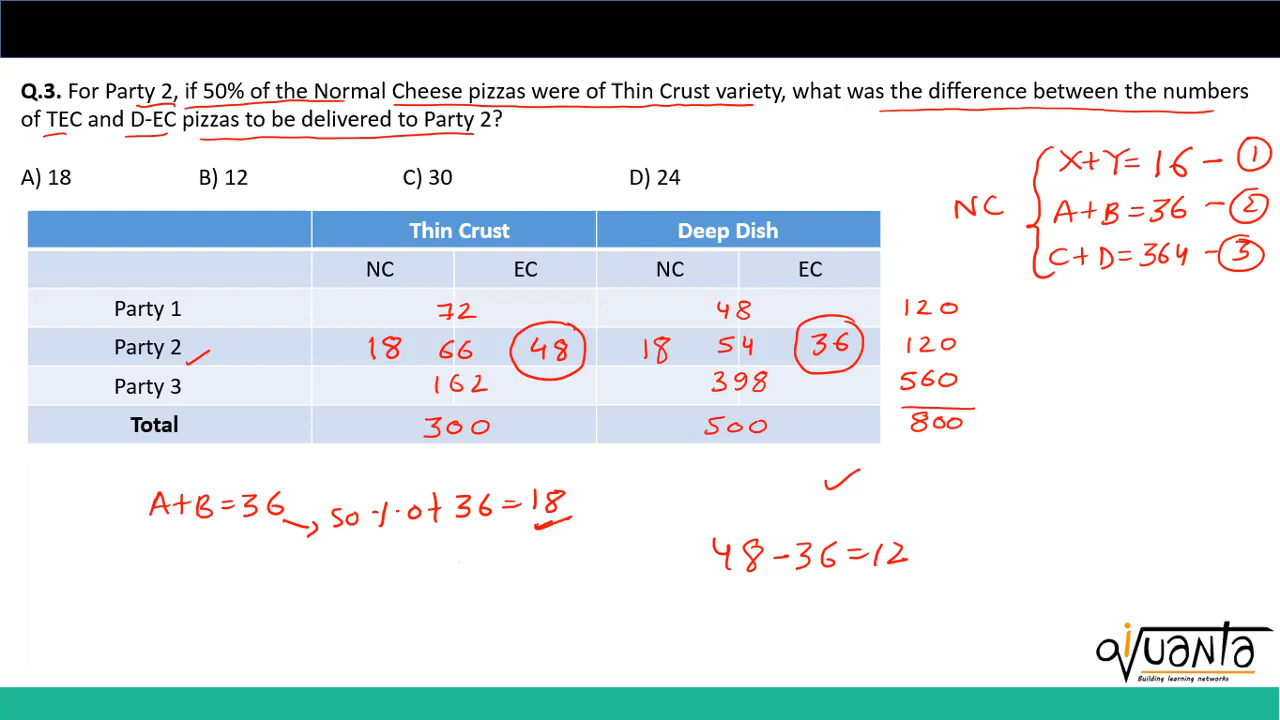 Q.3. For Party 2, if 50% of the Normal Cheese pizzas were of Thin Crust variety, what was the difference between the numbers
of TEC and D-EC pizzas to be delivered to Party 2?
A) 18 B) 12 C) 30 D) 24
NC
X+Y=16 - 1
A+B=36 - 2
C+D=364 - 3
Thin Crust Deep Dish
NC EC NC EC
Party 1 72 48 120
Party 2 18 66 48 18 54 36 120
Party 3 162 398 560
Total 300 500 800
A+B=36 → 50 % of 36 = 18
48-36=12
qiuanta
Building learning networks